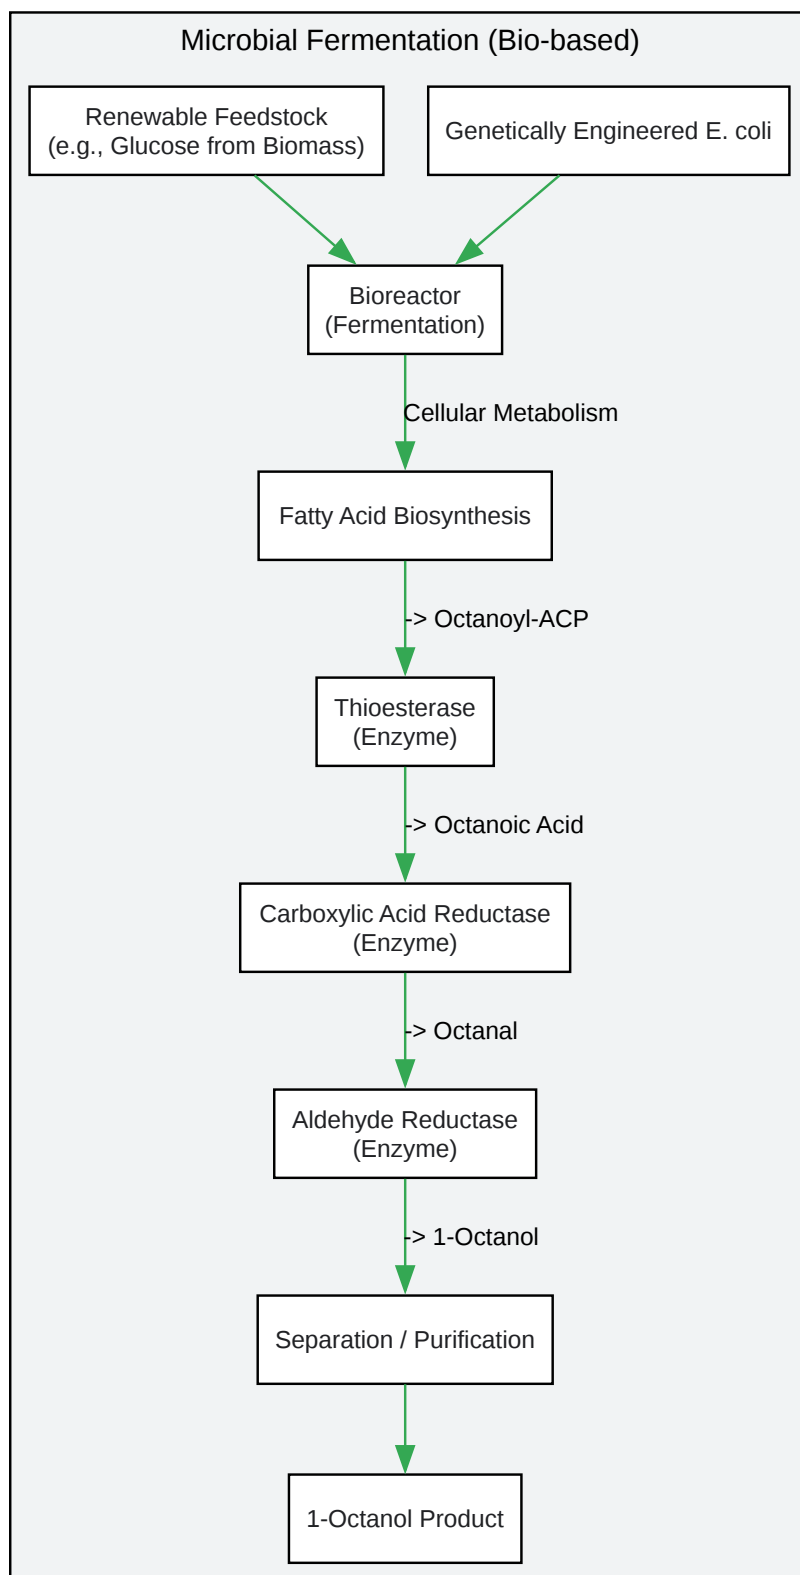 Microbial Fermentation (Bio-based)
Renewable Feedstock
(e.g., Glucose from Biomass)
Genetically Engineered E. coli
Bioreactor
(Fermentation)
Cellular Metabolism
Fatty Acid Biosynthesis
-> Octanoyl-ACP
Thioesterase
(Enzyme)
-> Octanoic Acid
Carboxylic Acid Reductase
(Enzyme)
-> Octanal
Aldehyde Reductase
(Enzyme)
-> 1-Octanol
Separation / Purification
1-Octanol Product